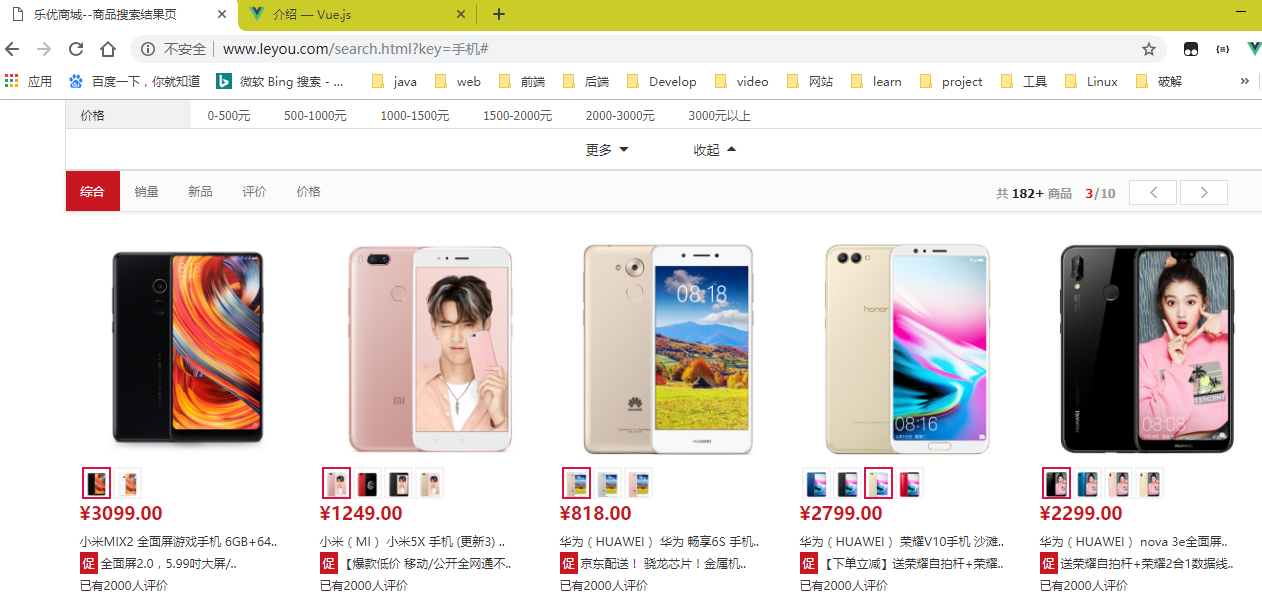 乐优商城--商品搜索结果页 介绍 — Vue.js
不安全 www.leyou.com/search.html?key=手机#
应用 百度一下，你就知道 微软 Bing 搜索 - ... java web 前端 后端 Develop video 网站 learn project 工具 Linux 破解 »
价格 0-500元 500-1000元 1000-1500元 1500-2000元 2000-3000元 3000元以上
更多 收起
综合 销量 新品 评价 价格 共 182+ 商品 3/10
08:18
honor
MI
HUAWEI
HUAWEI
08:16
03:08
¥3099.00 ¥1249.00 ¥818.00 ¥2799.00 ¥2299.00
小米MIX2 全面屏游戏手机 6GB+64.. 小米（MI） 小米5X 手机 (更新3) .. 华为（HUAWEI） 华为 畅享6S 手机.. 华为（HUAWEI） 荣耀V10手机 沙滩.. 华为（HUAWEI） nova 3e全面屏..
促 全面屏2.0，5.99吋大屏/.. 促 【爆款低价 移动/公开全网通不.. 促 京东配送！ 骁龙芯片！金属机.. 促 【下单立减】送荣耀自拍杆+荣耀.. 促 送荣耀自拍杆+荣耀2合1数据线..
已有2000人评价 已有2000人评价 已有2000人评价 已有2000人评价 已有2000人评价